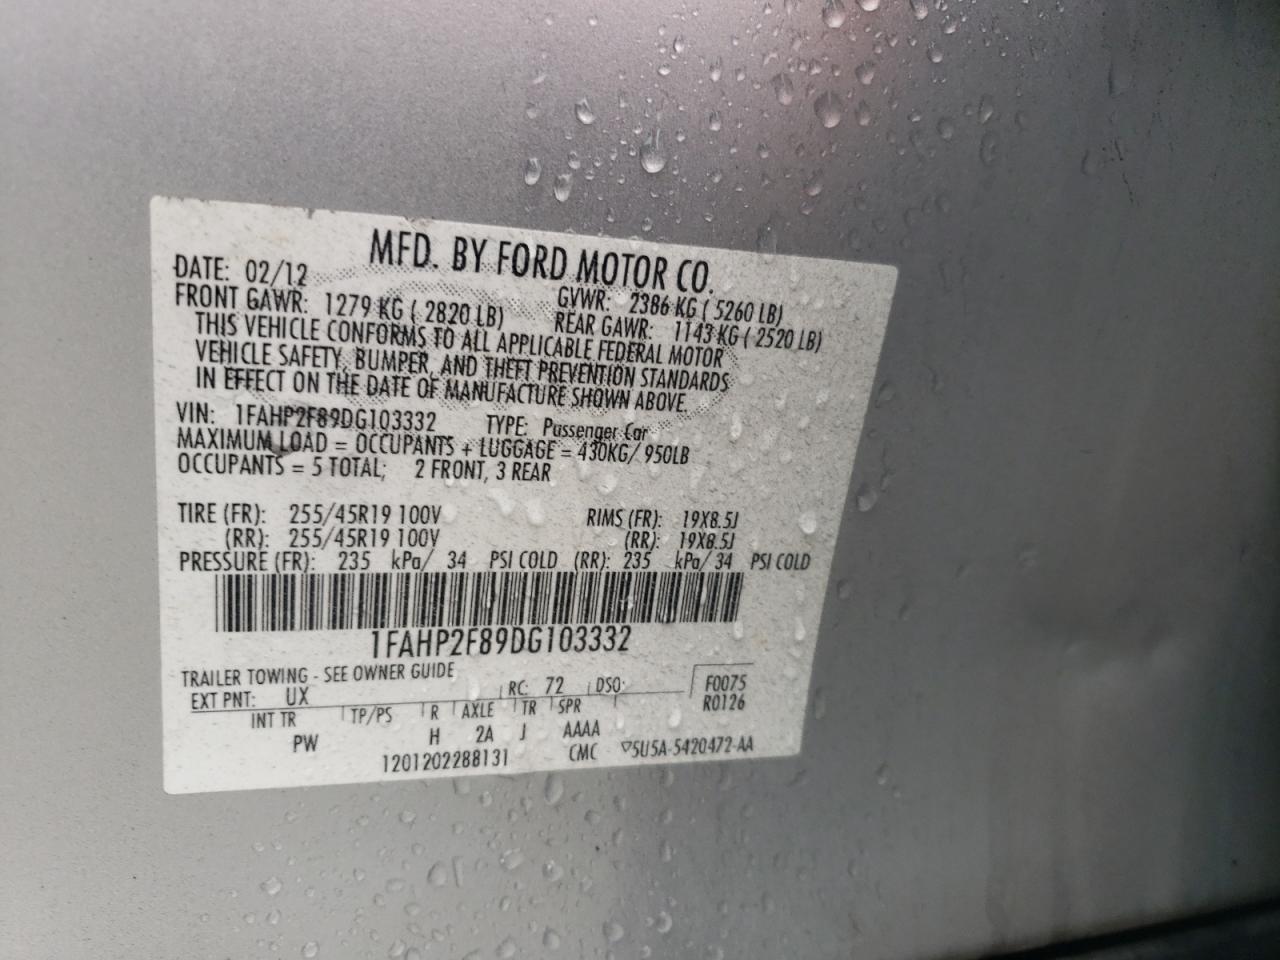 MFD. BY FORD MOTOR CO.
DATE: 02/12
GVWR: 2386 KG ( 5260 LB)
FRONT GAWR: 1279 KG ( 2820 LB)
REAR GAWR: 1143 KG ( 2520 LB)
THIS VEHICLE CONFORMS TO ALL APPLICABLE FEDERAL MOTOR
VEHICLE SAFETY, BUMPER, AND THEFT PREVENTION STANDARDS
IN EFFECT ON THE DATE OF MANUFACTURE SHOWN ABOVE.
VIN: 1FAHP2F89DG103332 TYPE: Passenger Car
MAXIMUM LOAD = OCCUPANTS + LUGGAGE = 430KG/ 950LB
OCCUPANTS = 5 TOTAL; 2 FRONT, 3 REAR
TIRE (FR): 255/45R19 100V RIMS (FR): 19X8.5J
(RR): 255/45R19 100V (RR): 19X8.5J
PRESSURE (FR): 235 kPa/ 34 PSI COLD (RR): 235 kPa/ 34 PSI COLD
1FAHP2F89DG103332
TRAILER TOWING - SEE OWNER GUIDE
EXT PNT: UX RC: 72 DSO: F0075
R0126
INT TR TP/PS R AXLE TR SPR
PW H 2A J AAAA
1201202288131 CMC ▽5U5A-5420472-AA